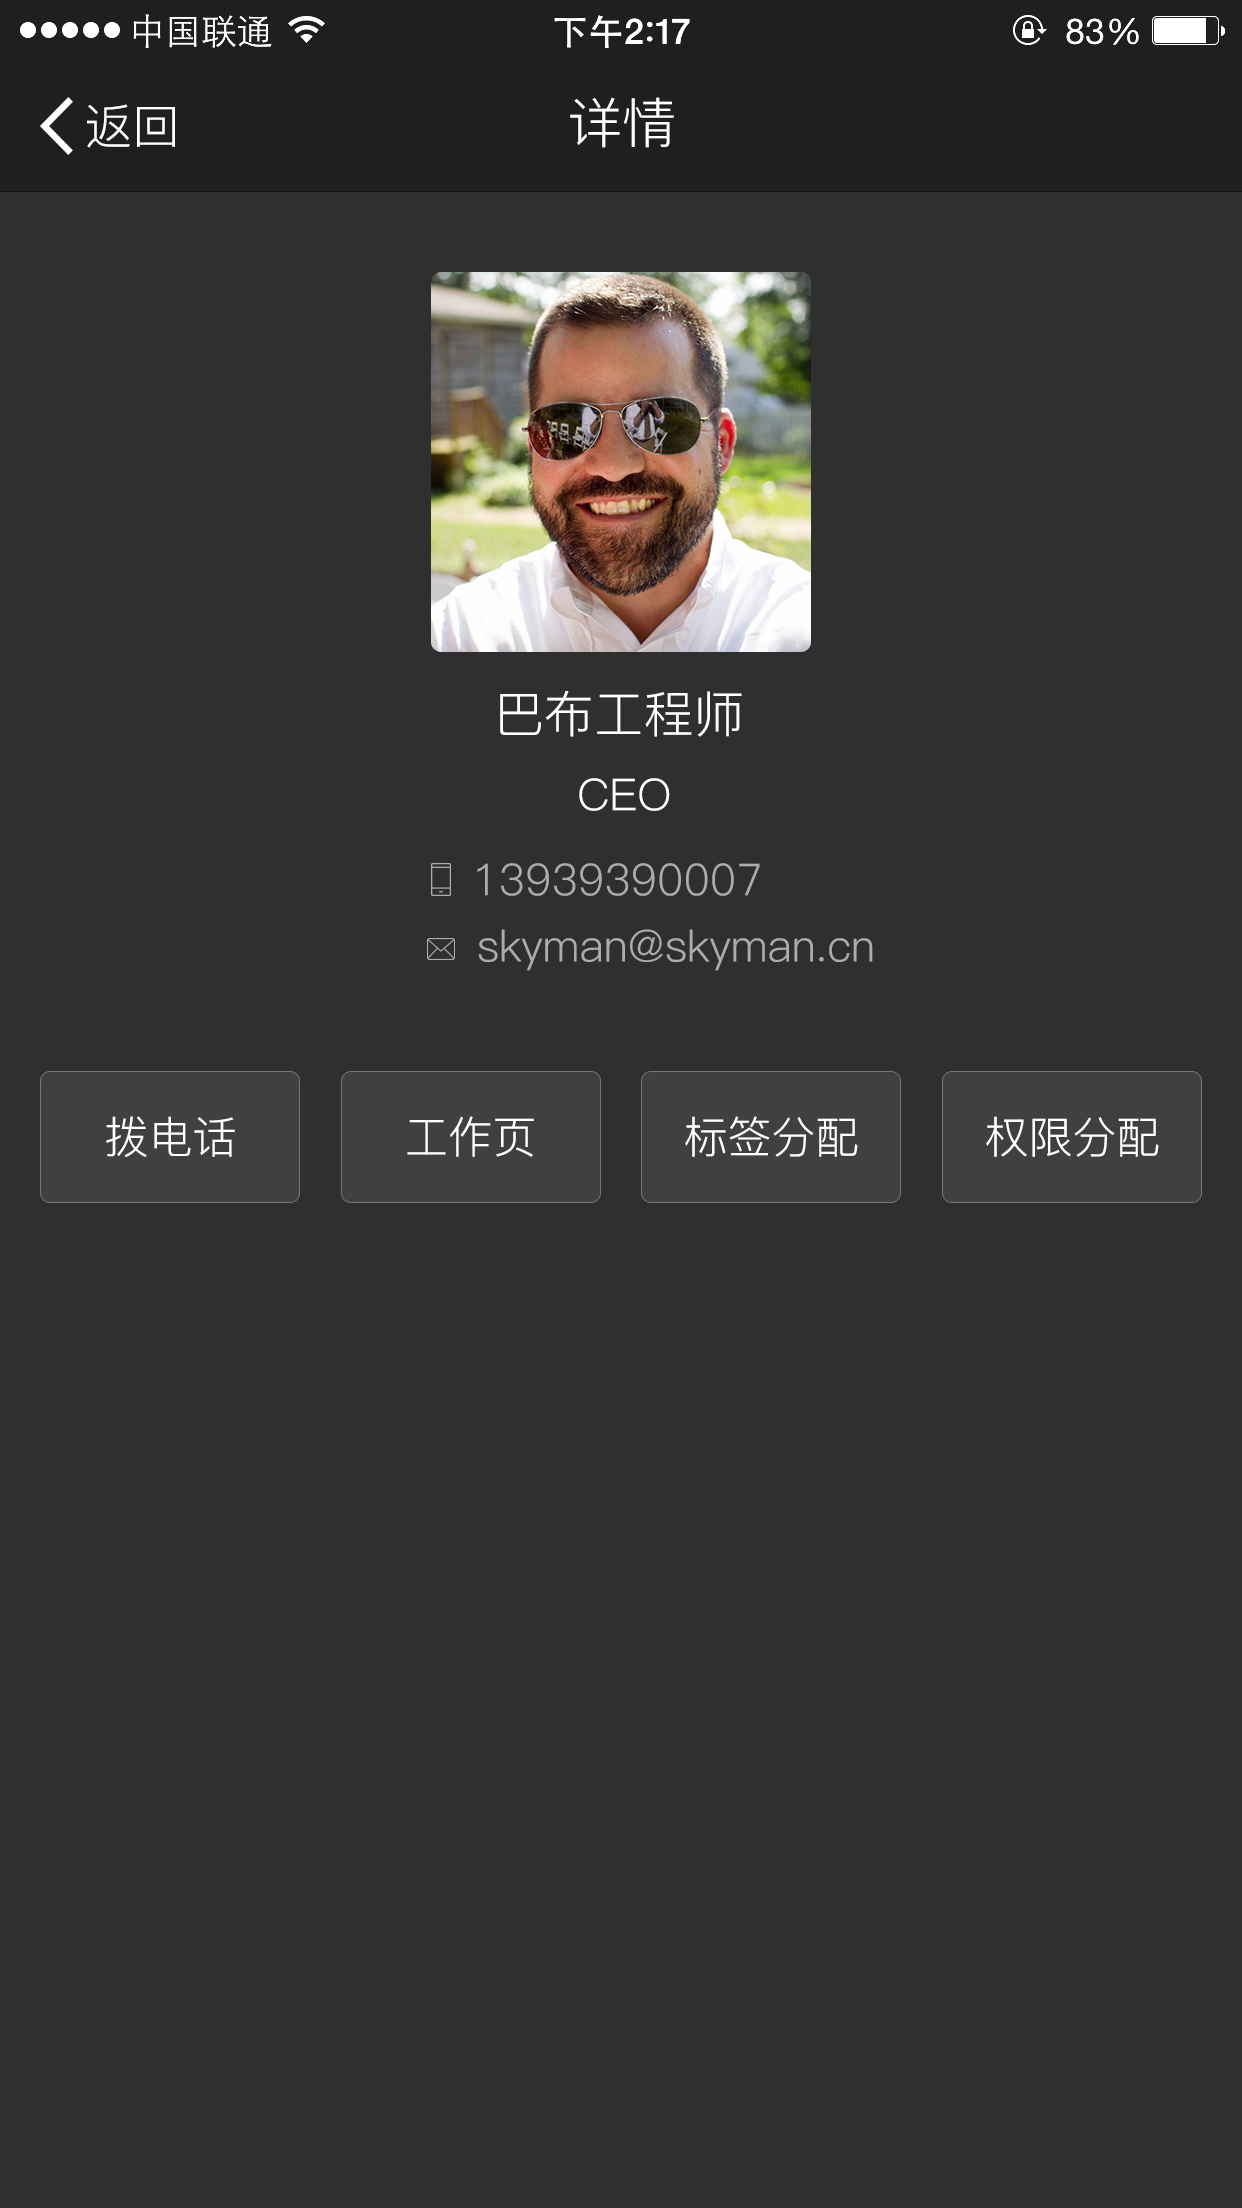 中国联通 下午2:17 83%
返回 详情
巴布工程师
CEO
13939390007
skyman@skyman.cn
拨电话 工作页 标签分配 权限分配